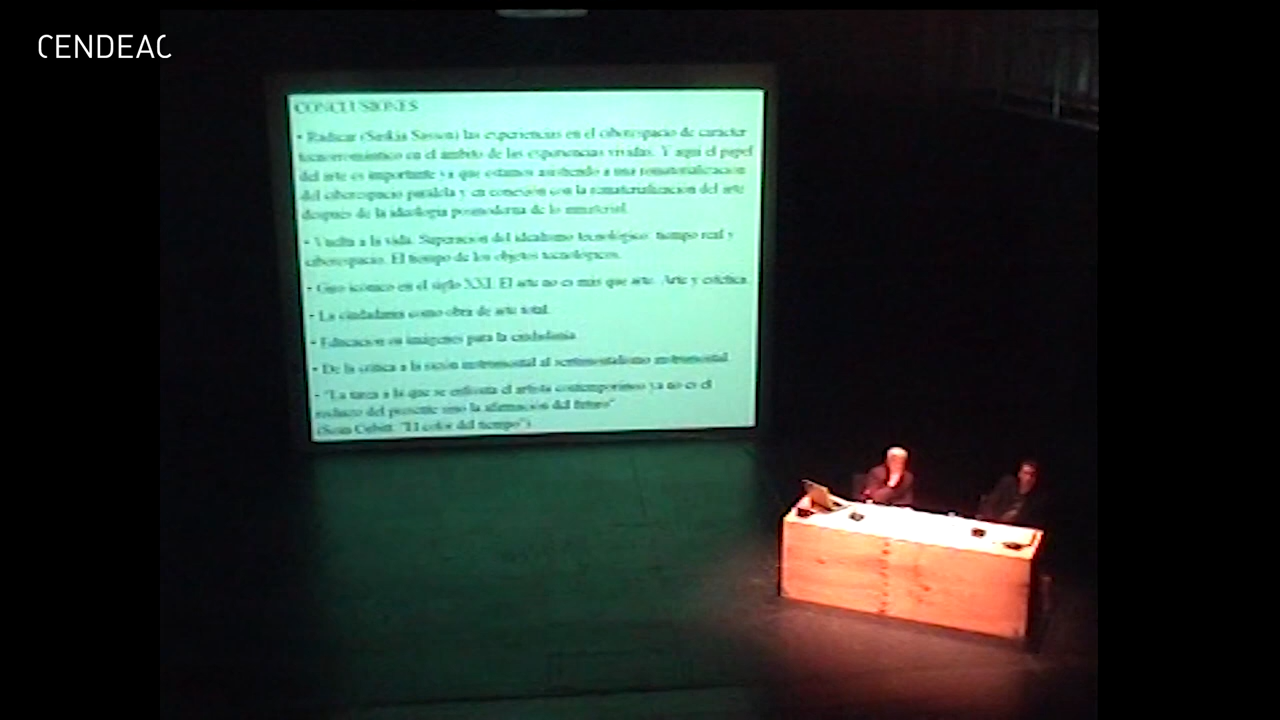 CENDEAC
CONCLUSIONES
• Radicar (Saskia Sassen) las experiencias en el ciberespacio de carácter
tecnorromántico en el ámbito de las experiencias vividas. Y aquí el papel
del arte es importante ya que estamos asistiendo a una rematerialización
del ciberespacio paralela y en conexión con la rematerialización del arte
después de la ideología posmoderna de lo inmaterial.
• Vuelta a la vida. Superación del idealismo tecnológico: tiempo real y
ciberespacio. El tiempo de los objetos tecnológicos.
• Giro icónico en el siglo XXI. El arte no es más que arte. Arte y estética.
• La ciudadanía como obra de arte total.
• Educación en imágenes para la ciudadanía.
• De la crítica a la razón instrumental al sentimentalismo instrumental.
• "La tarea a la que se enfrenta el artista contemporáneo ya no es el
rechazo del presente sino la afirmación del futuro"
(Sean Cubitt. "El color del tiempo")